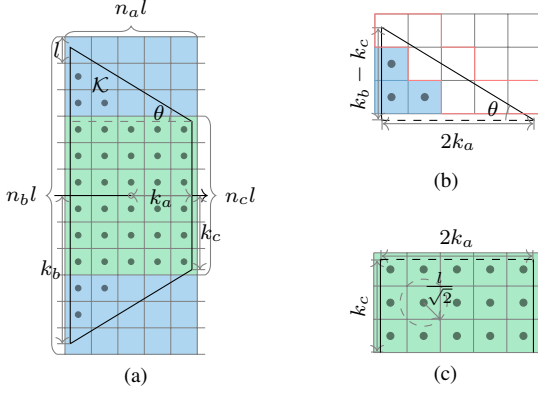 n_a l
l
𝒦
θ
k_a
n_b l
n_c l
k_c
k_b
(a)
k_b − k_c
θ
2k_a
(b)
2k_a
l/√2
k_c
(c)